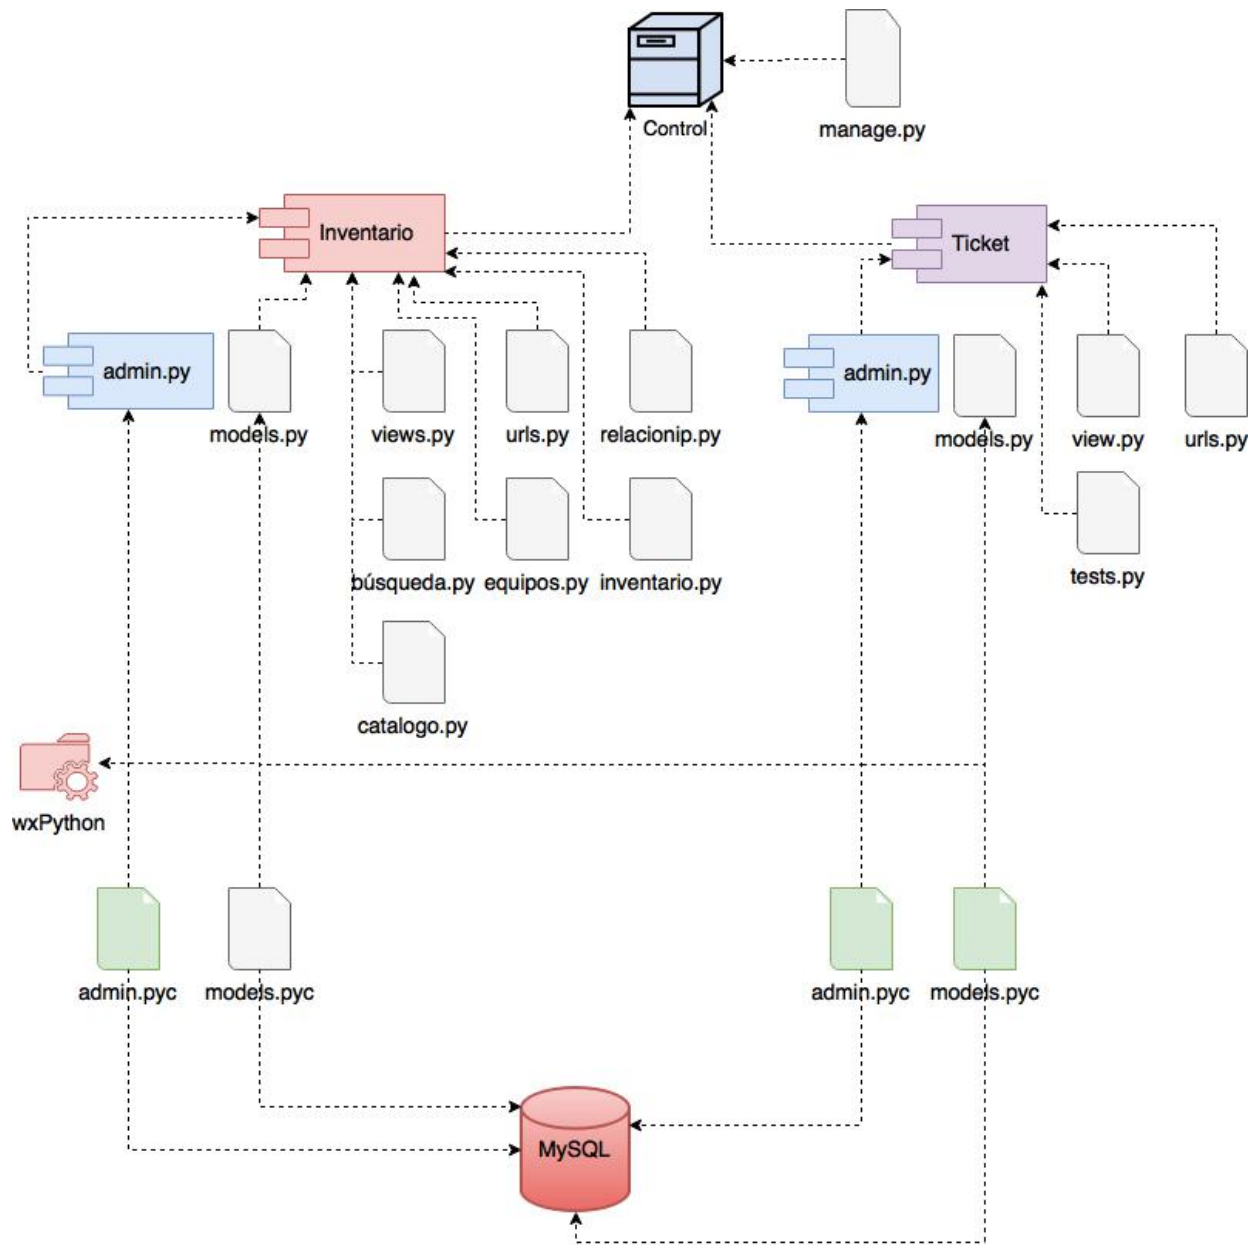 Control
manage.py
Inventario
Ticket
admin.py
models.py
views.py
urls.py
relacionip.py
admin.py
models.py
view.py
urls.py
búsqueda.py
equipos.py
inventario.py
tests.py
catalogo.py
wxPython
admin.pyc
models.pyc
admin.pyc
models.pyc
MySQL